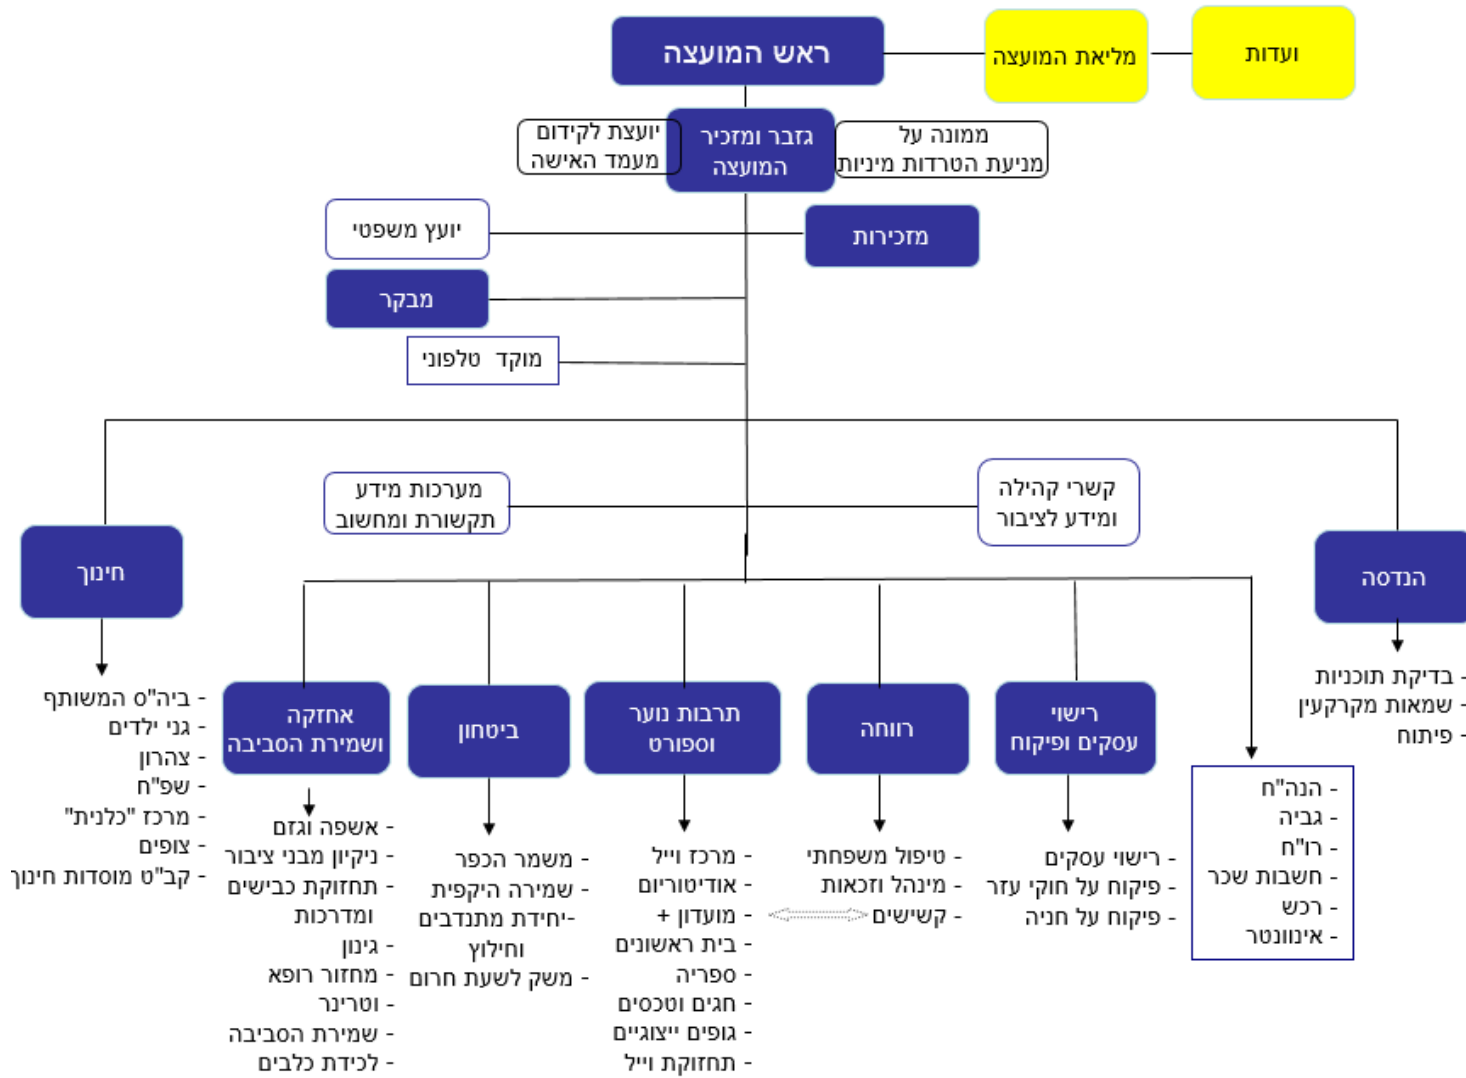 ראש המועצה
מליאת המועצה
ועדות
ממונה על
מניעת הטרדות מיניות
גזבר ומזכיר
המועצה
יועצת לקידום
מעמד האישה
מזכירות
יועץ משפטי
מבקר
מוקד טלפוני
קשרי קהילה
ומידע לציבור
מערכות מידע
תקשורת ומחשוב
הנדסה
- בדיקת תוכניות
- שמאות מקרקעין
- פיתוח
- הנה"ח
- גביה
- רו"ח
- חשבות שכר
- רכש
- אינוונטר
רישוי
עסקים ופיקוח
- רישוי עסקים
- פיקוח על חוקי עזר
- פיקוח על חניה
רווחה
- טיפול משפחתי
- מינהל וזכאות
- קשישים
תרבות נוער
וספורט
- מרכז וייל
- אודיטוריום
- מועדון +
- בית ראשונים
- ספריה
- חגים וטכסים
- גופים ייצוגיים
- תחזוקת וייל
ביטחון
- משמר הכפר
- שמירה היקפית
-יחידת מתנדבים
וחילוץ
- משק לשעת חרום
אחזקה
ושמירת הסביבה
- אשפה וגזם
- ניקיון מבני ציבור
- תחזוקת כבישים
ומדרכות
- גינון
- מחזור רופא
- וטרינר
- שמירת הסביבה
- לכידת כלבים
חינוך
- ביה"ס המשותף
- גני ילדים
- צהרון
- שפ"ח
- מרכז "כלנית"
- צופים
- קב"ט מוסדות חינוך